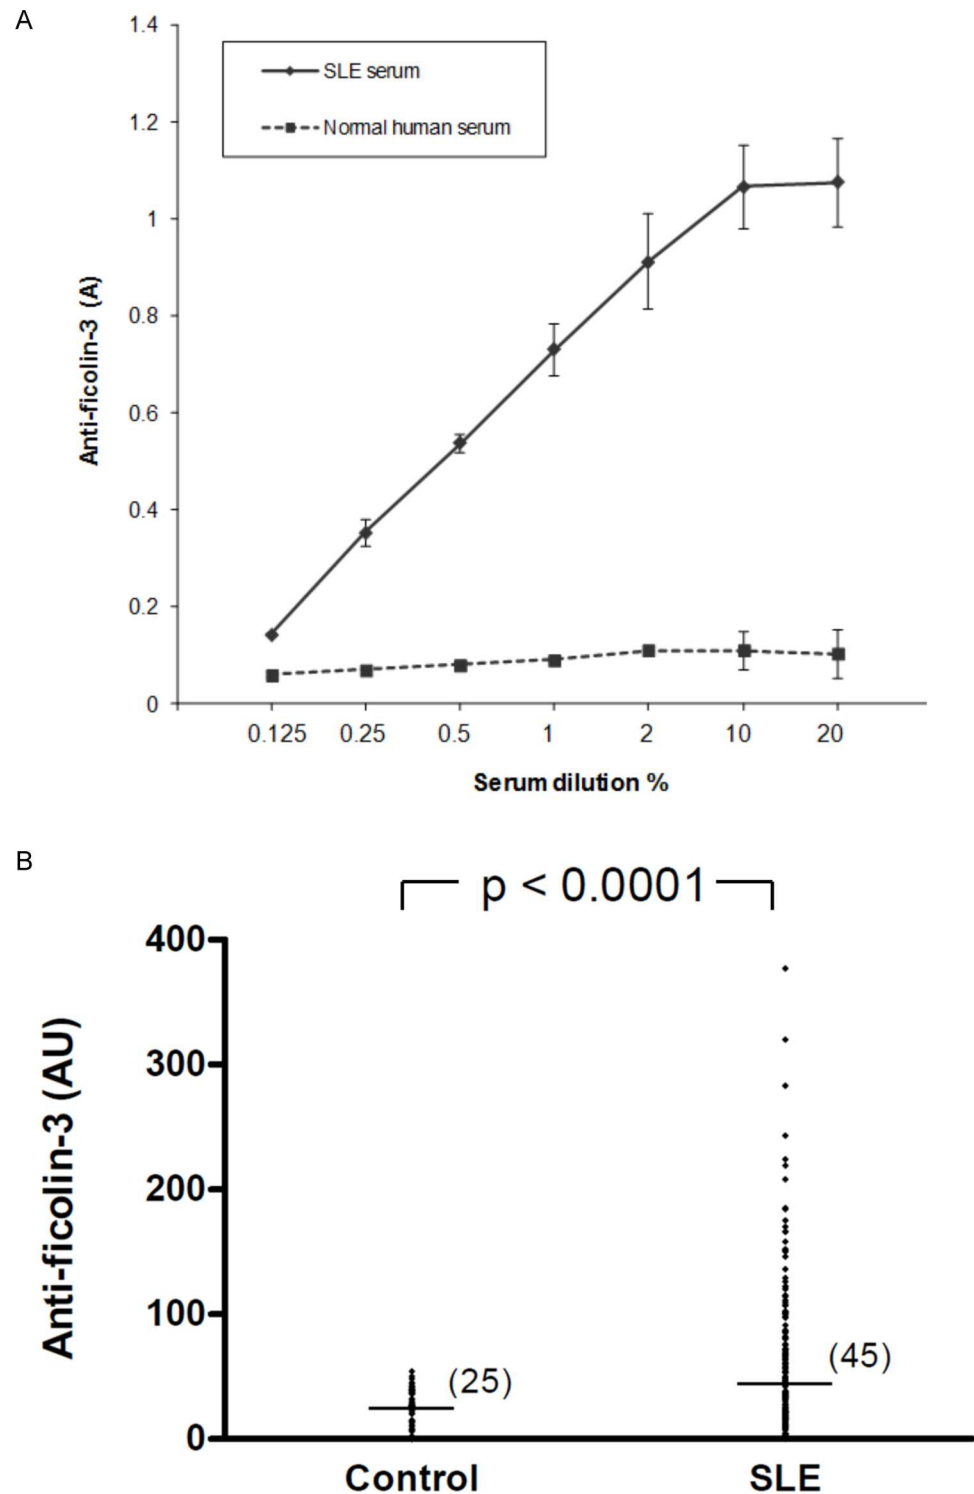 A
1.4
SLE serum
Normal human serum
1.2
1
0.8
0.6
0.4
0.2
0
Anti-ficolin-3 (A)
0.125 0.25 0.5 1 2 10 20
Serum dilution %
B
p < 0.0001
400
300
200
100
0
Anti-ficolin-3 (AU)
(25)
(45)
Control SLE